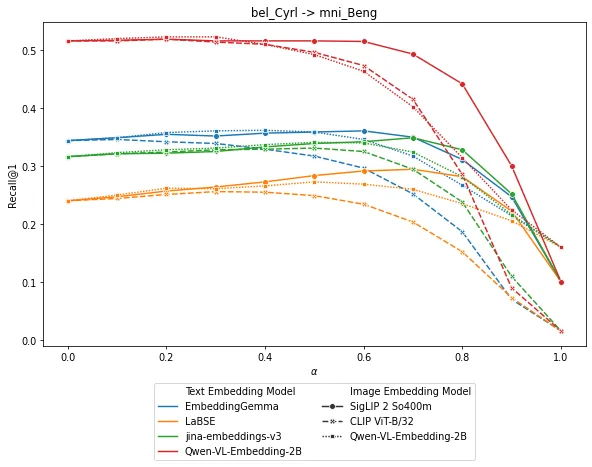 bel_Cyrl -> mni_Beng
0.5
0.4
0.3
0.2
0.1
0.0
Recall@1
0.0 0.2 0.4 0.6 0.8 1.0
α
Text Embedding Model Image Embedding Model
EmbeddingGemma SigLIP 2 So400m
LaBSE CLIP ViT-B/32
jina-embeddings-v3 Qwen-VL-Embedding-2B
Qwen-VL-Embedding-2B